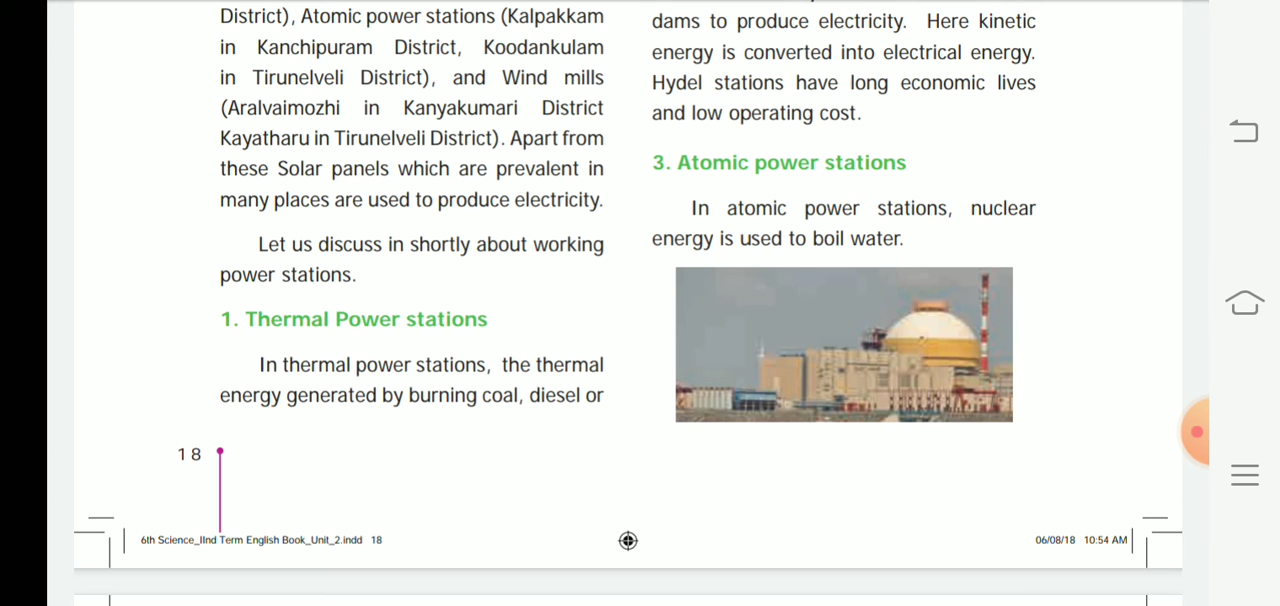 District), Atomic power stations (Kalpakkam
in Kanchipuram District, Koodankulam
in Tirunelveli District), and Wind mills
(Aralvaimozhi in Kanyakumari District
Kayatharu in Tirunelveli District). Apart from
these Solar panels which are prevalent in
many places are used to produce electricity.
Let us discuss in shortly about working
power stations.
1. Thermal Power stations
In thermal power stations, the thermal
energy generated by burning coal, diesel or
dams to produce electricity. Here kinetic
energy is converted into electrical energy.
Hydel stations have long economic lives
and low operating cost.
3. Atomic power stations
In atomic power stations, nuclear
energy is used to boil water.
18
6th Science_IInd Term English Book_Unit_2.indd 18
06/08/18 10:54 AM